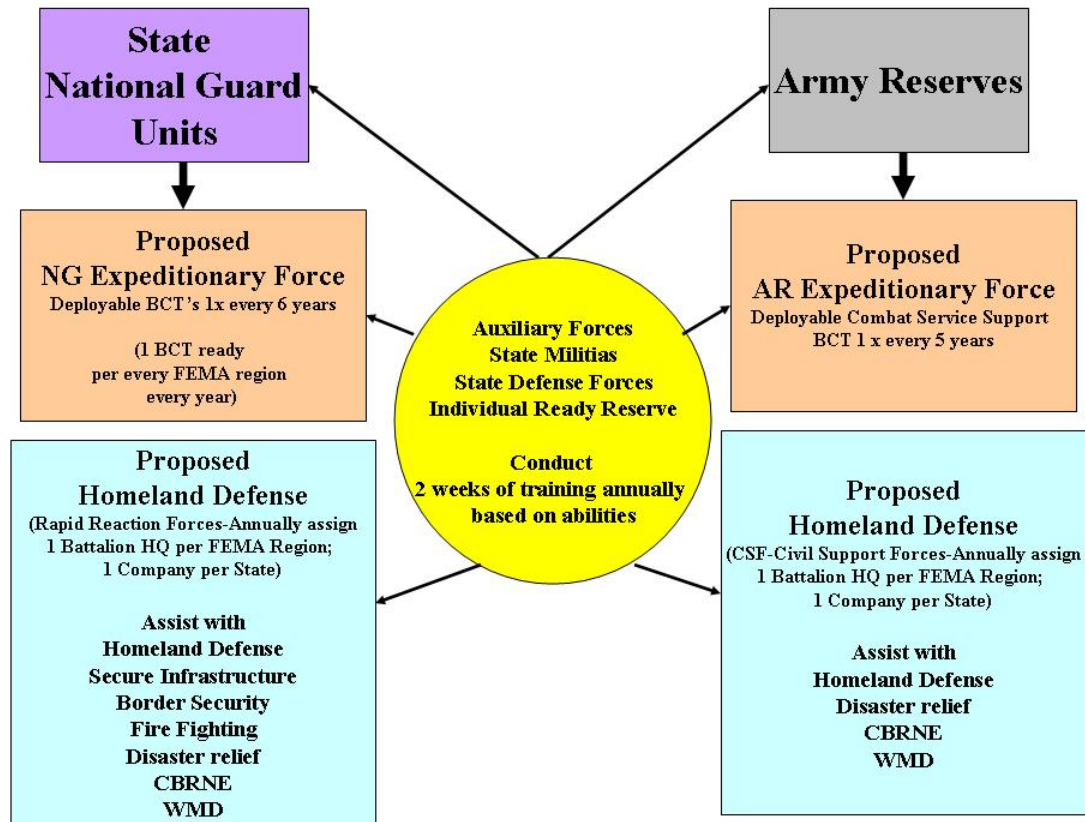 State
National Guard
Units
Army Reserves
Proposed
NG Expeditionary Force
Deployable BCT's 1x every 6 years
(1 BCT ready
per every FEMA region
every year)
Auxiliary Forces
State Militias
State Defense Forces
Individual Ready Reserve
Conduct
2 weeks of training annually
based on abilities
Proposed
AR Expeditionary Force
Deployable Combat Service Support
BCT 1 x every 5 years
Proposed
Homeland Defense
(Rapid Reaction Forces-Annually assign
1 Battalion HQ per FEMA Region;
1 Company per State)
Assist with
Homeland Defense
Secure Infrastructure
Border Security
Fire Fighting
Disaster relief
CBRNE
WMD
Proposed
Homeland Defense
(CSF-Civil Support Forces-Annually assign
1 Battalion HQ per FEMA Region;
1 Company per State)
Assist with
Homeland Defense
Disaster relief
CBRNE
WMD